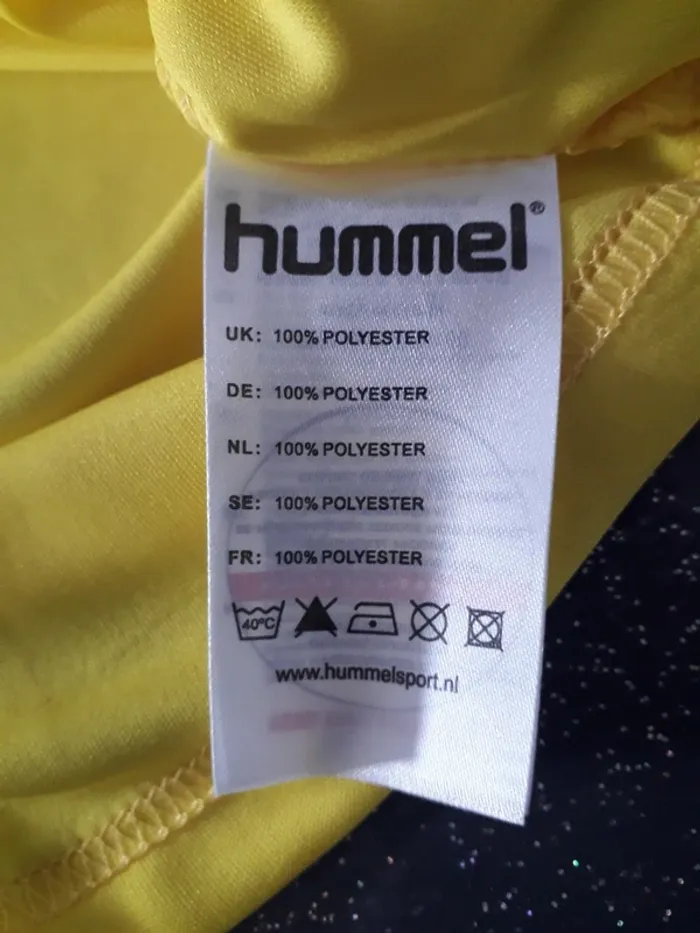 hummel®
UK: 100% POLYESTER
DE: 100% POLYESTER
NL: 100% POLYESTER
SE: 100% POLYESTER
FR: 100% POLYESTER
40°C
www.hummelsport.nl